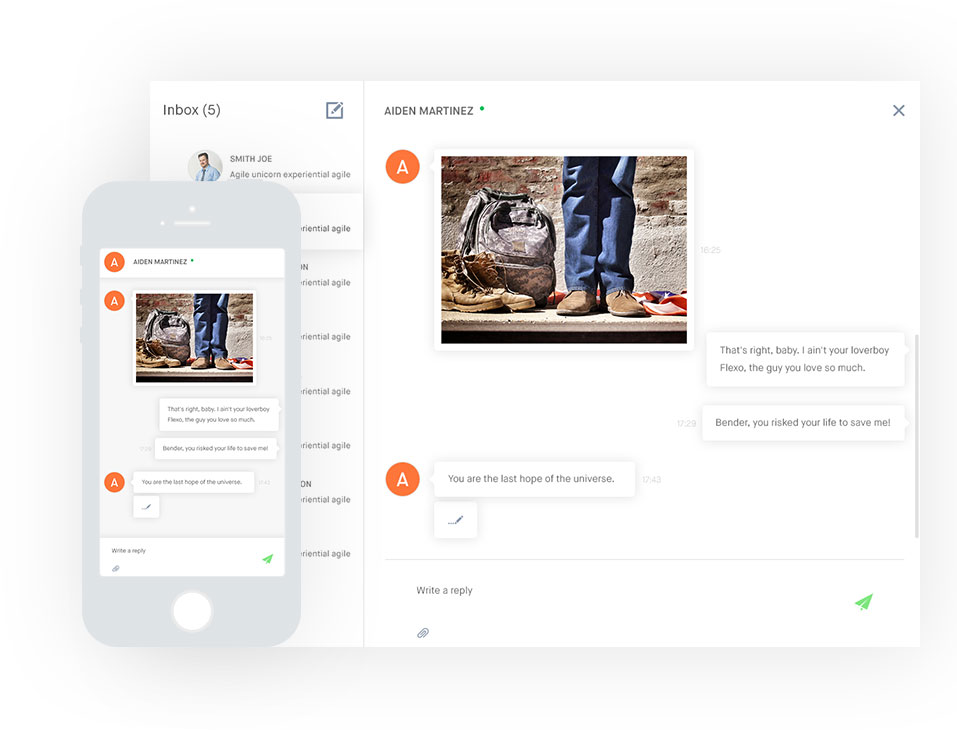 Inbox (5)
SMITH JOE
Agile unicorn experiential agile
eriential agile
ON
eriential agile
eriential agile
eriential agile
eriential agile
ON
eriential agile
eriential agile
AIDEN MARTINEZ
A
16:25
That's right, baby. I ain't your loverboy
Flexo, the guy you love so much.
17:29 Bender, you risked your life to save me!
A You are the last hope of the universe. 17:43
Write a reply
A AIDEN MARTINEZ
A
16:25
That's right, baby. I ain't your loverboy
Flexo, the guy you love so much.
17:29 Bender, you risked your life to save me!
A You are the last hope of the universe. 17:43
Write a reply